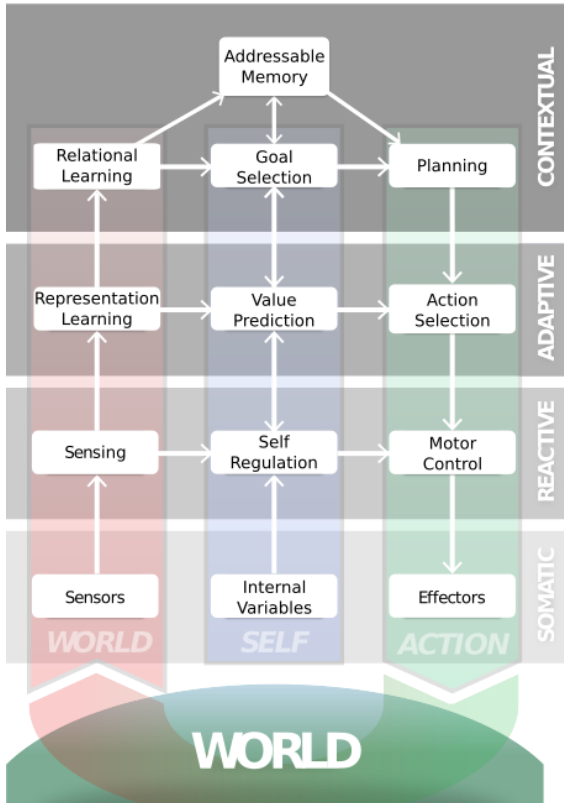 Addressable
Memory
CONTEXTUAL
Relational
Learning
Goal
Selection
Planning
Representation
Learning
Value
Prediction
Action
Selection
ADAPTIVE
Sensing
Self
Regulation
Motor
Control
REACTIVE
Sensors
Internal
Variables
Effectors
SOMATIC
WORLD
SELF
ACTION
WORLD